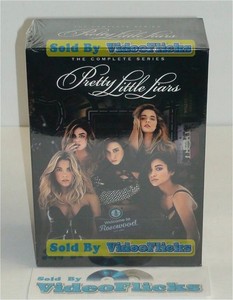 Sold By VideoFlicks
THE COMPLETE SERIES
Pretty Little Liars
Welcome to
Rosewood
Sold By VideoFlicks
Sold By
VideoFlicks